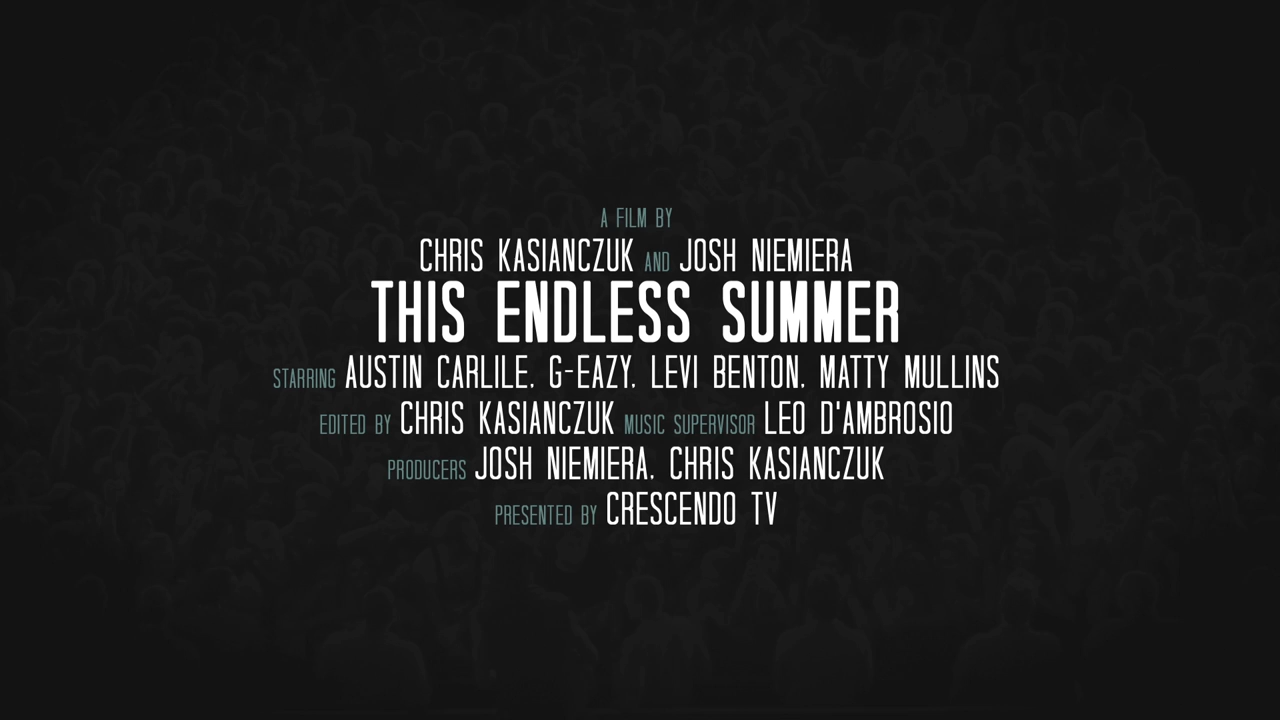 A FILM BY
CHRIS KASIANCZUK AND JOSH NIEMIERA
THIS ENDLESS SUMMER
STARRING AUSTIN CARLILE, G-EAZY, LEVI BENTON, MATTY MULLINS
EDITED BY CHRIS KASIANCZUK MUSIC SUPERVISOR LEO D'AMBROSIO
PRODUCERS JOSH NIEMIERA, CHRIS KASIANCZUK
PRESENTED BY CRESCENDO TV